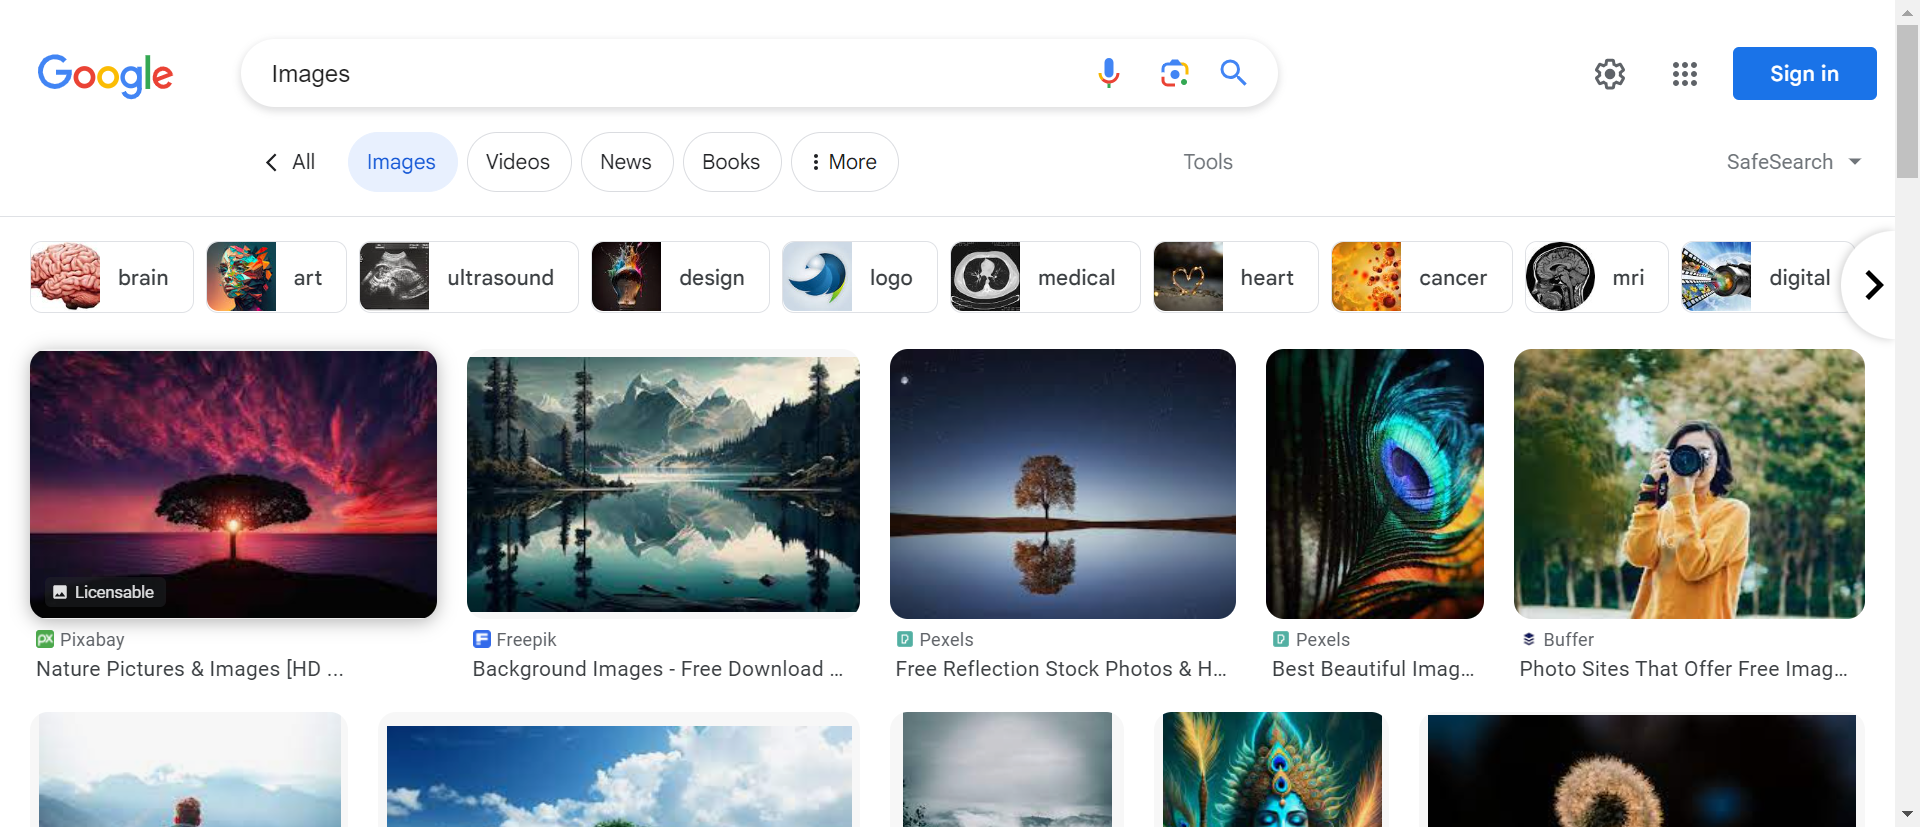 Google
Images
Sign in
All
Images
Videos
News
Books
More
Tools
SafeSearch
brain
art
ultrasound
design
logo
medical
heart
cancer
mri
digital
Licensable
Pixabay
Nature Pictures & Images [HD ...
Freepik
Background Images - Free Download ...
Pexels
Free Reflection Stock Photos & H...
Pexels
Best Beautiful Imag...
Buffer
Photo Sites That Offer Free Imag...